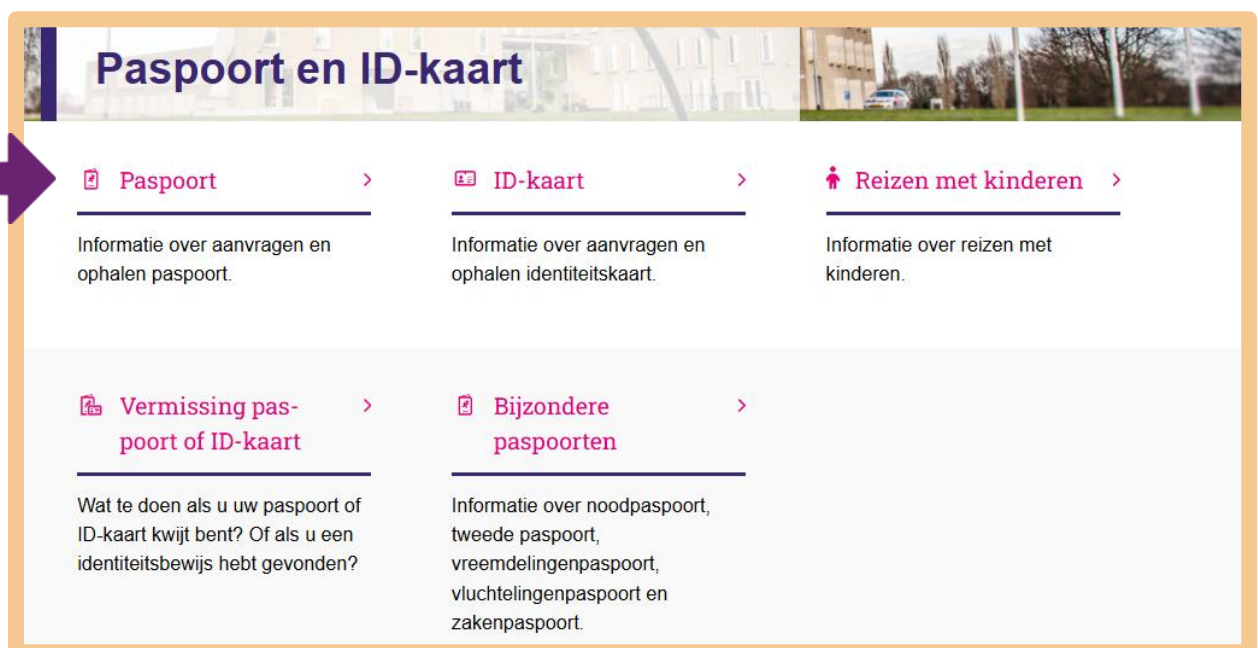 Paspoort en ID-kaart
Paspoort
Informatie over aanvragen en
ophalen paspoort.
ID-kaart
Informatie over aanvragen en
ophalen identiteitskaart.
Reizen met kinderen
Informatie over reizen met
kinderen.
Vermissing pas-
poort of ID-kaart
Wat te doen als u uw paspoort of
ID-kaart kwijt bent? Of als u een
identiteitsbewijs hebt gevonden?
Bijzondere
paspoorten
Informatie over noodpaspoort,
tweede paspoort,
vreemdelingenpaspoort,
vluchtelingenpaspoort en
zakenpaspoort.